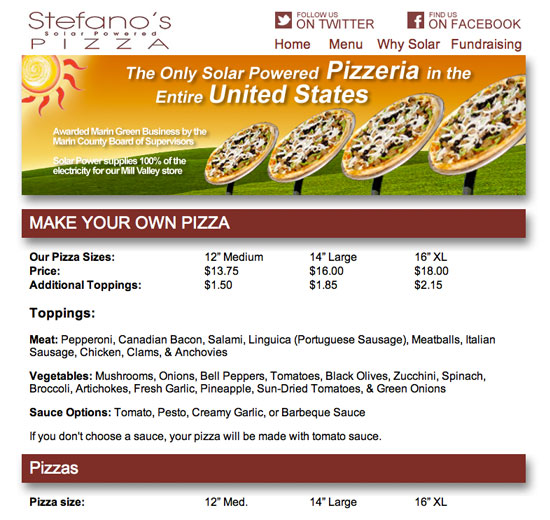 Stefano's
Solar Powered
PIZZA
FOLLOW US
ON TWITTER
FIND US
ON FACEBOOK
Home Menu Why Solar Fundraising
The Only Solar Powered Pizzeria in the
Entire United States
Awarded Marin Green Business by the
Marin County Board of Supervisors
Solar Power supplies 100% of the
electricity for our Mill Valley store
MAKE YOUR OWN PIZZA
Our Pizza Sizes: 12” Medium 14” Large 16” XL
Price: $13.75 $16.00 $18.00
Additional Toppings: $1.50 $1.85 $2.15
Toppings:
Meat: Pepperoni, Canadian Bacon, Salami, Linguica (Portuguese Sausage), Meatballs, Italian
Sausage, Chicken, Clams, & Anchovies
Vegetables: Mushrooms, Onions, Bell Peppers, Tomatoes, Black Olives, Zucchini, Spinach,
Broccoli, Artichokes, Fresh Garlic, Pineapple, Sun-Dried Tomatoes, & Green Onions
Sauce Options: Tomato, Pesto, Creamy Garlic, or Barbeque Sauce
If you don't choose a sauce, your pizza will be made with tomato sauce.
Pizzas
Pizza size: 12” Med. 14” Large 16” XL